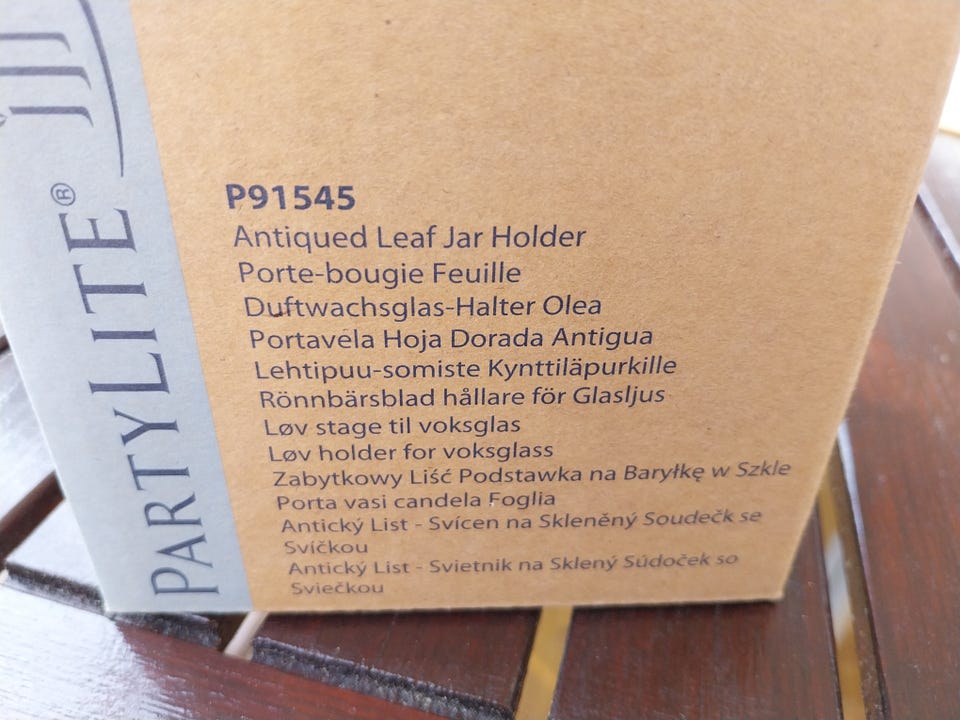 PARTYLITE®
P91545
Antiqued Leaf Jar Holder
Porte-bougie Feuille
Duftwachsglas-Halter Olea
Portavela Hoja Dorada Antigua
Lehtipuu-somiste Kynttiläpurkille
Rönnbärsblad hållare för Glasljus
Løv stage til voksglas
Løv holder for voksglass
Zabytkowy Liść Podstawka na Baryłkę w Szkle
Porta vasi candela Foglia
Antický List - Svícen na Skleněný Soudečk se
Svíčkou
Antický List - Svietnik na Sklený Súdoček so
Sviečkou